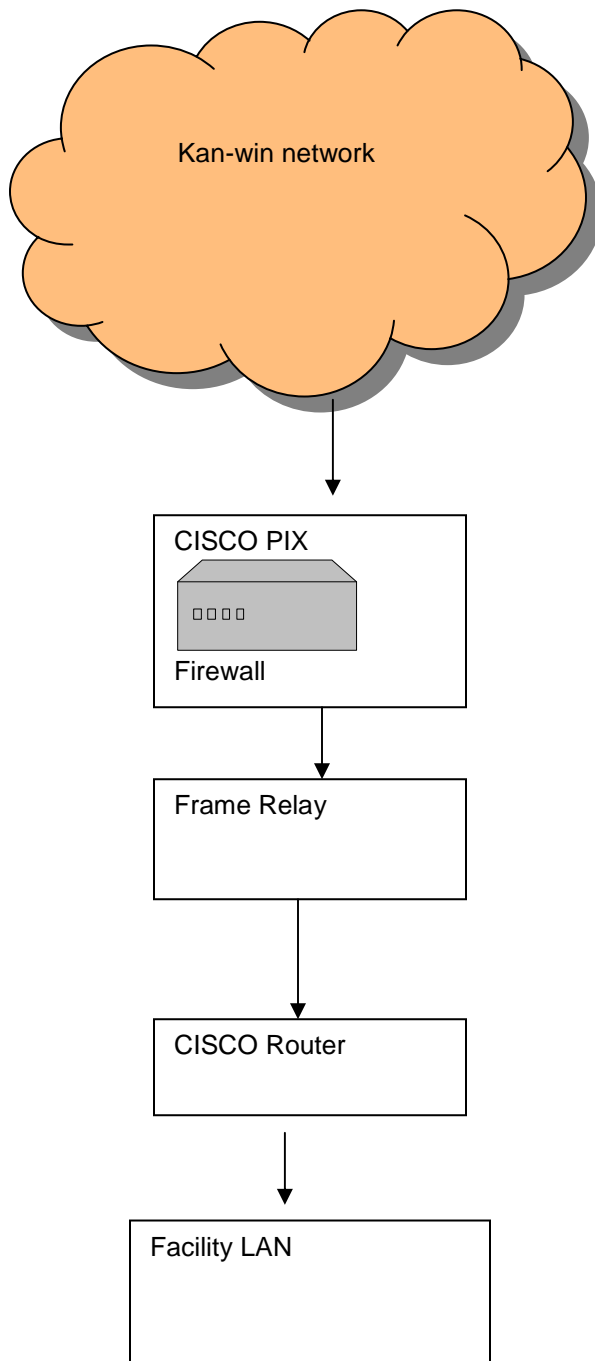 Kan-win network
CISCO PIX
Firewall
Frame Relay
CISCO Router
Facility LAN